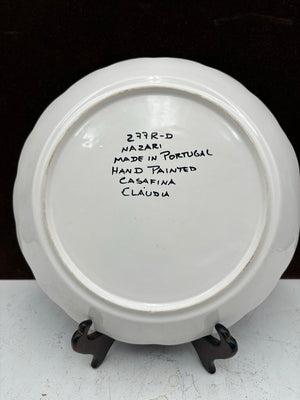 277R-D
NAZARI
MADE IN PORTUGAL
HAND PAINTED
CASAFINA
CLÁUDIA